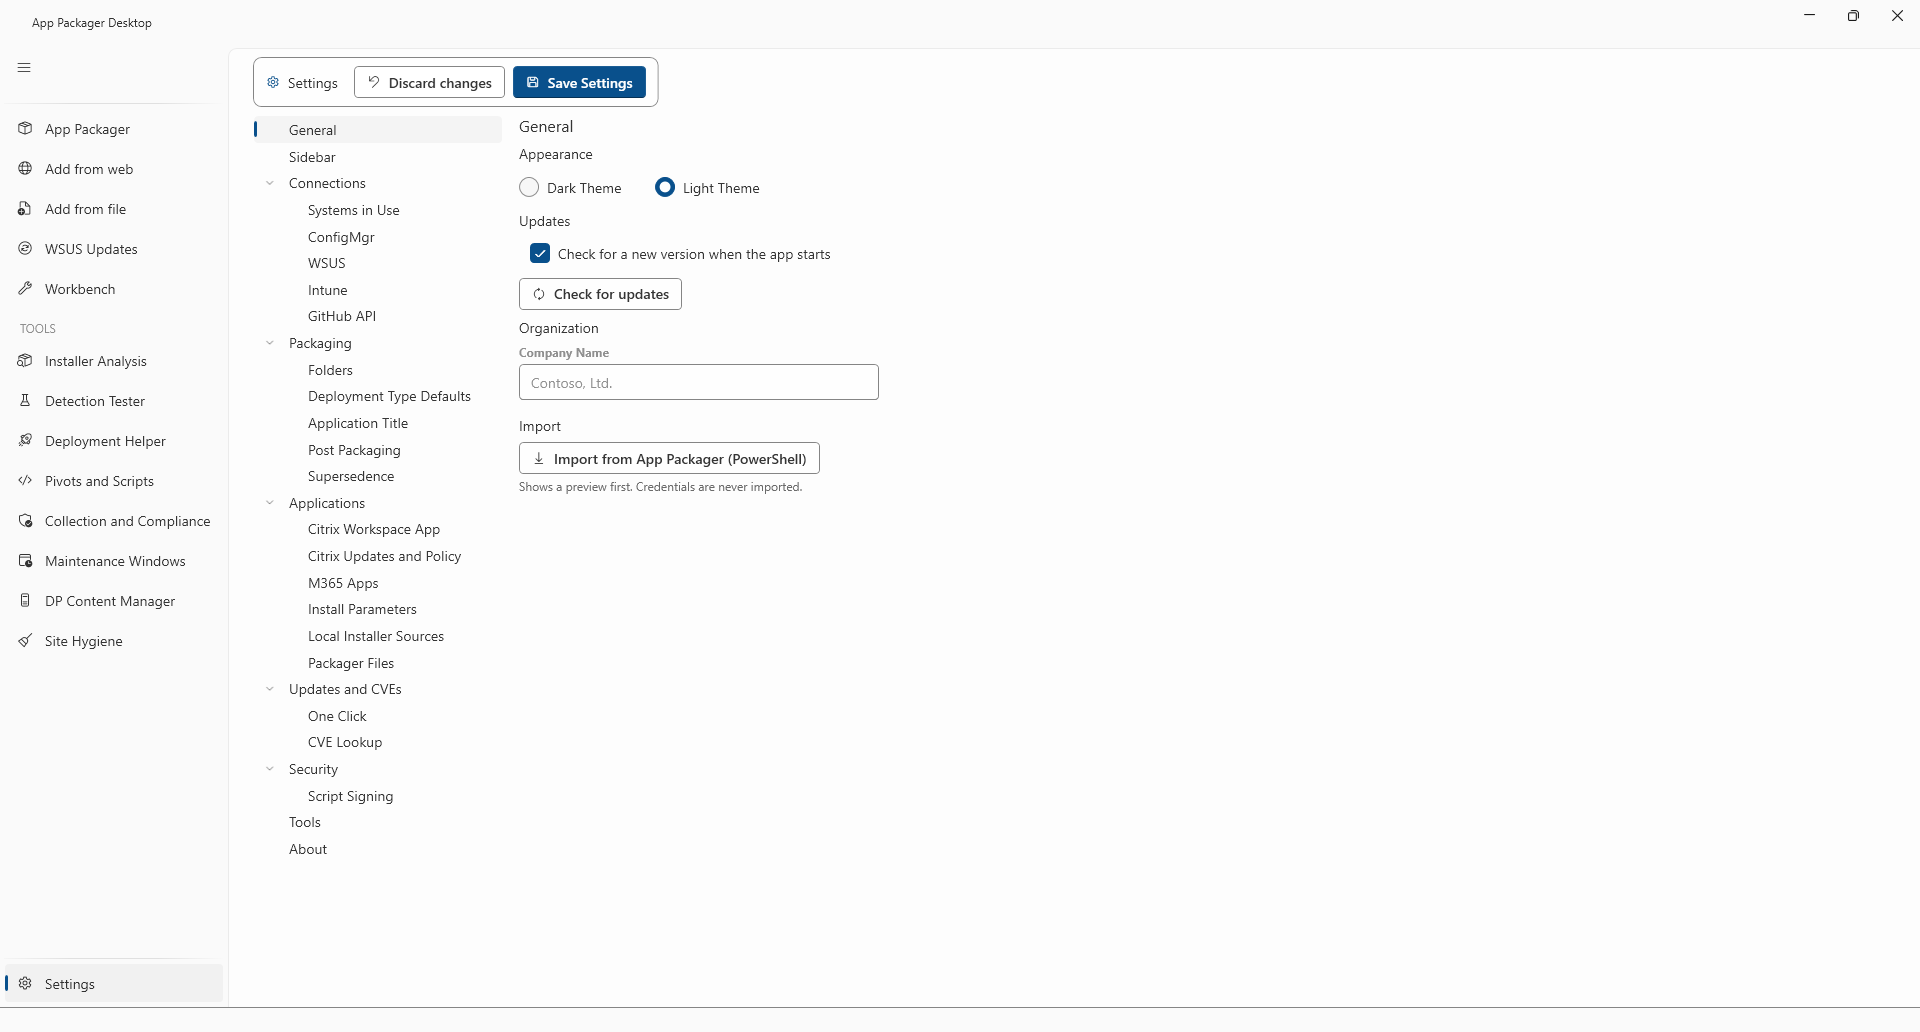 App Packager Desktop
App Packager
Add from web
Add from file
WSUS Updates
Workbench
TOOLS
Installer Analysis
Detection Tester
Deployment Helper
Pivots and Scripts
Collection and Compliance
Maintenance Windows
DP Content Manager
Site Hygiene
Settings
Settings
Discard changes
Save Settings
General
Sidebar
Connections
Systems in Use
ConfigMgr
WSUS
Intune
GitHub API
Packaging
Folders
Deployment Type Defaults
Application Title
Post Packaging
Supersedence
Applications
Citrix Workspace App
Citrix Updates and Policy
M365 Apps
Install Parameters
Local Installer Sources
Packager Files
Updates and CVEs
One Click
CVE Lookup
Security
Script Signing
Tools
About
General
Appearance
Dark Theme
Light Theme
Updates
Check for a new version when the app starts
Check for updates
Organization
Company Name
Contoso, Ltd.
Import
Import from App Packager (PowerShell)
Shows a preview first. Credentials are never imported.